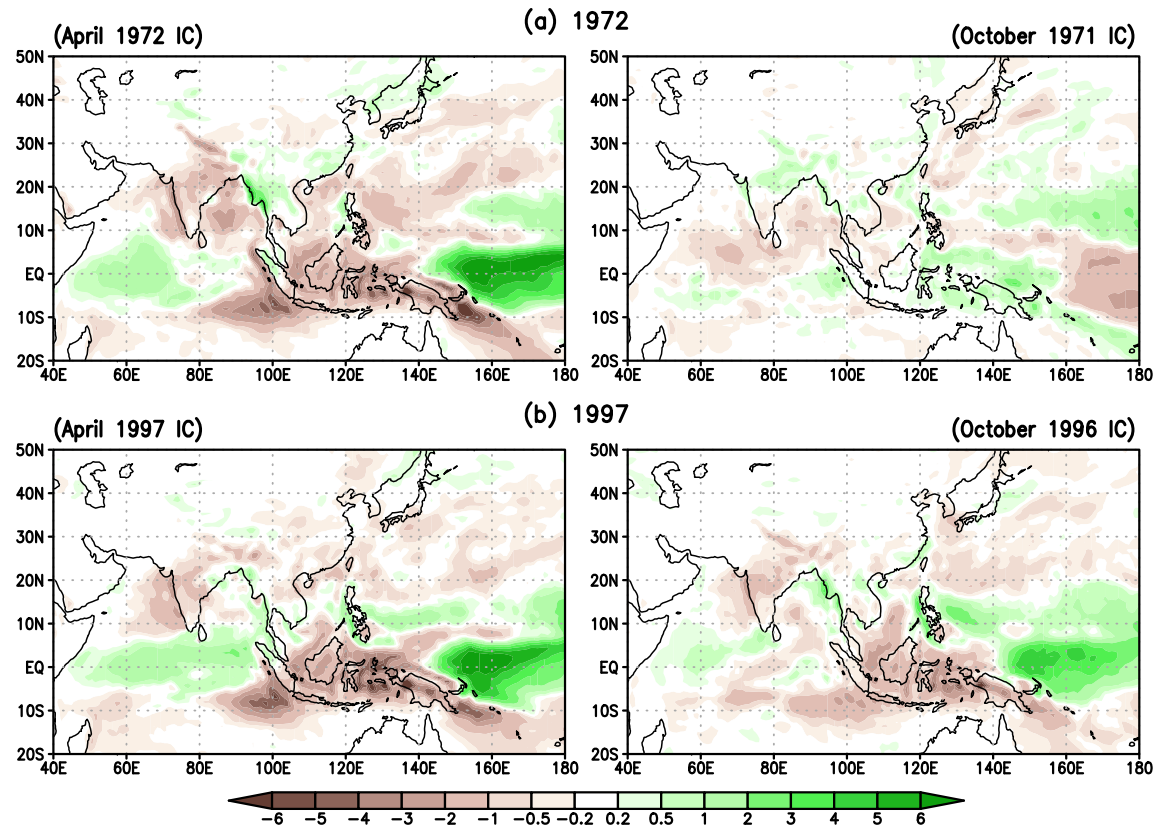 (a) 1972
(April 1972 IC) (October 1971 IC)
50N
40N
30N
20N
10N
EQ
10S
20S
40E 60E 80E 100E 120E 140E 160E 180
50N
40N
30N
20N
10N
EQ
10S
20S
40E 60E 80E 100E 120E 140E 160E 180
(b) 1997
(April 1997 IC) (October 1996 IC)
50N
40N
30N
20N
10N
EQ
10S
20S
40E 60E 80E 100E 120E 140E 160E 180
50N
40N
30N
20N
10N
EQ
10S
20S
40E 60E 80E 100E 120E 140E 160E 180
-6 -5 -4 -3 -2 -1 -0.5 -0.2 0.2 0.5 1 2 3 4 5 6